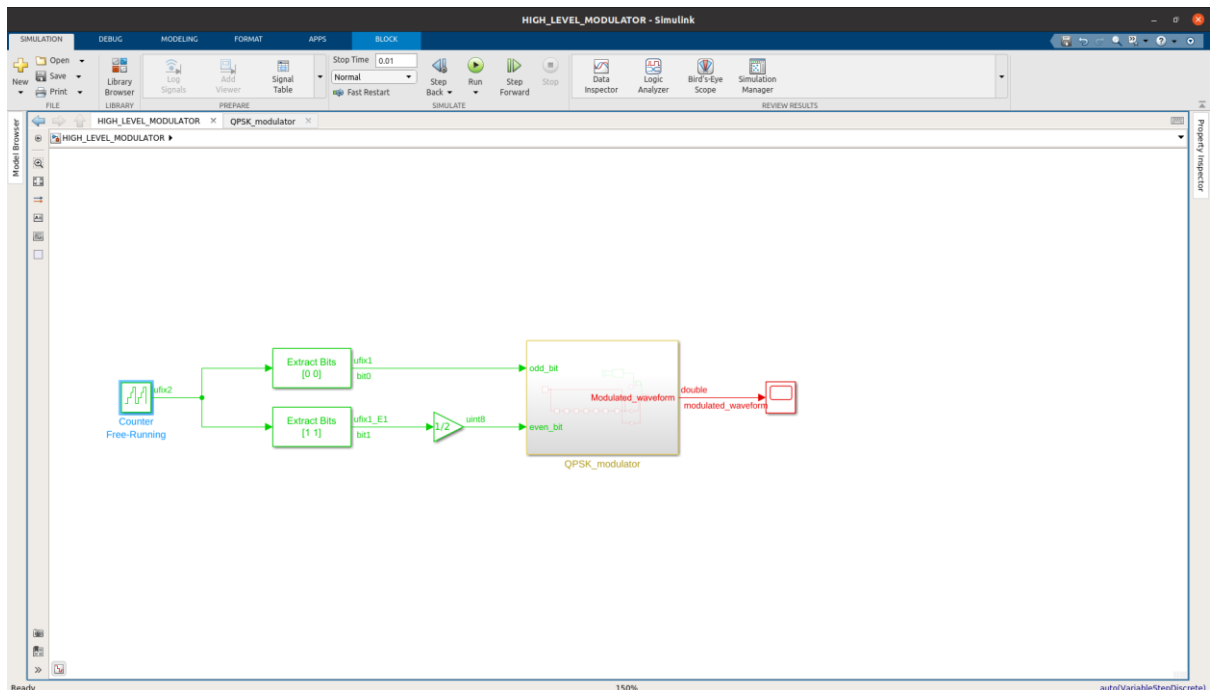 HIGH_LEVEL_MODULATOR - Simulink
SIMULATION DEBUG MODELING FORMAT APPS BLOCK
New
Open
Save
Print
FILE
Library
Browser
LIBRARY
Log
Signals
Add
Viewer
Signal
Table
PREPARE
Stop Time 0.01
Normal
Fast Restart
Step
Back
Run
Step
Forward
Stop
SIMULATE
Data
Inspector
Logic
Analyzer
Bird's-Eye
Scope
Simulation
Manager
REVIEW RESULTS
Model Browser
HIGH_LEVEL_MODULATOR × QPSK_modulator ×
HIGH_LEVEL_MODULATOR
Property Inspector
Counter
Free-Running
ufix2
Extract Bits
[0 0]
ufix1
bit0
Extract Bits
[1 1]
ufix1_E1
bit1
1/2
uint8
odd_bit
even_bit
Modulated_waveform
QPSK_modulator
double
modulated_waveform
Ready 150% auto(VariableStepDiscrete)